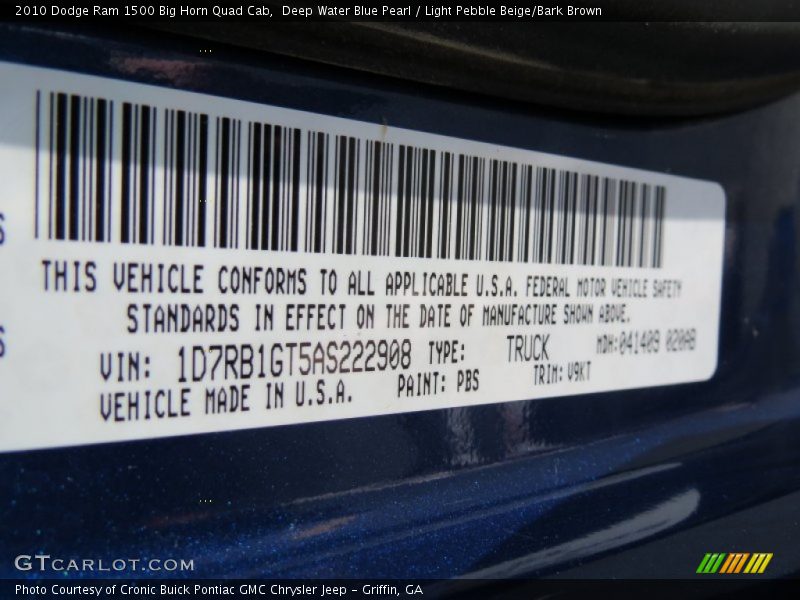 2010 Dodge Ram 1500 Big Horn Quad Cab,  Deep Water Blue Pearl / Light Pebble Beige/Bark Brown
THIS VEHICLE CONFORMS TO ALL APPLICABLE U.S.A. FEDERAL MOTOR VEHICLE SAFETY
STANDARDS IN EFFECT ON THE DATE OF MANUFACTURE SHOWN ABOVE.
VIN: 1D7RB1GT5AS222908 TYPE: TRUCK MDH:041409 020AB
VEHICLE MADE IN U.S.A. PAINT: PBS TRIM: V9KT
GTCARLOT.COM
Photo Courtesy of Cronic Buick Pontiac GMC Chrysler Jeep - Griffin, GA